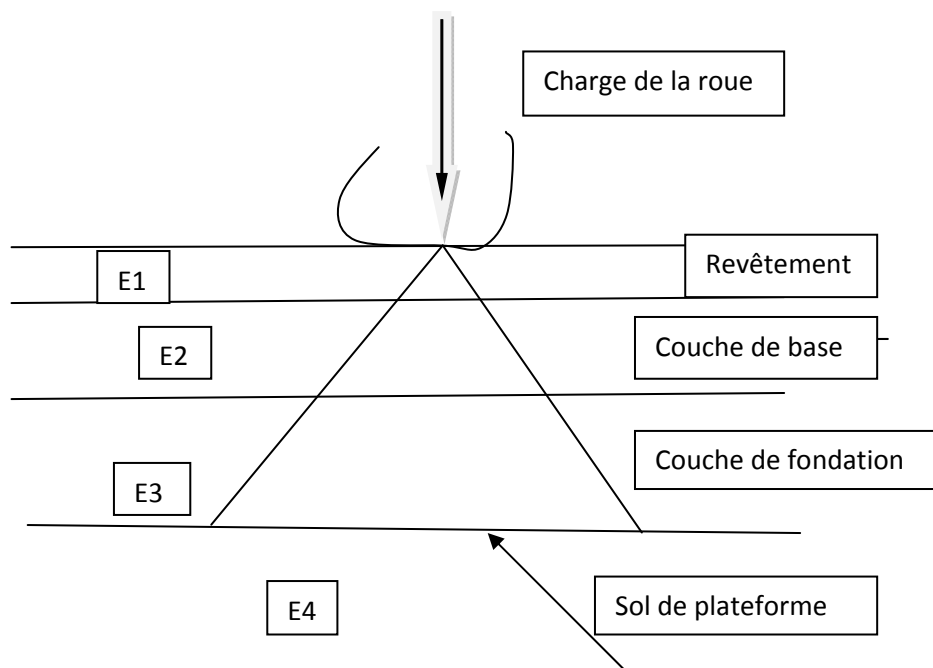 Charge de la roue
E1
Revêtement
E2
Couche de base
Couche de fondation
E3
E4
Sol de plateforme